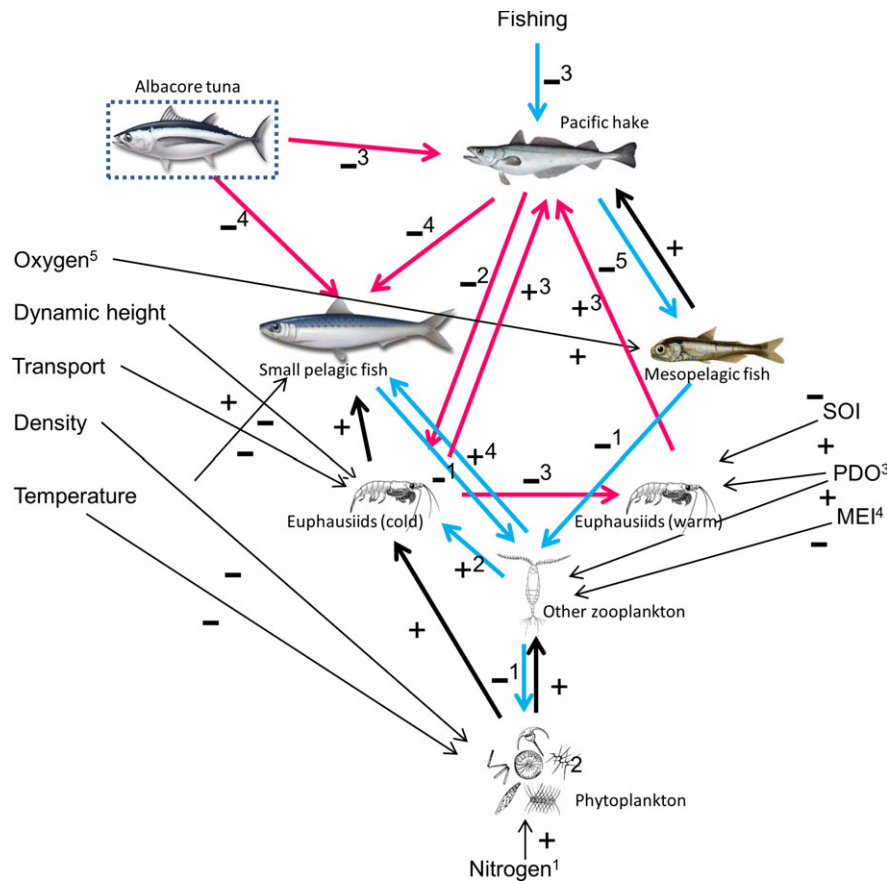 Fishing
−3
Albacore tuna
Pacific hake
−3
−4
−4
−2
+3
+3
−5
+
Oxygen5
Dynamic height
Small pelagic fish
+
Mesopelagic fish
Transport
+
−
−
Density
+
−1
+4
−1
−
SOI
+
PDO3
+
MEI4
−
Temperature
−3
Euphausiids (cold)
Euphausiids (warm)
+2
Other zooplankton
−
−
+
−1
+
2
Phytoplankton
+
Nitrogen1